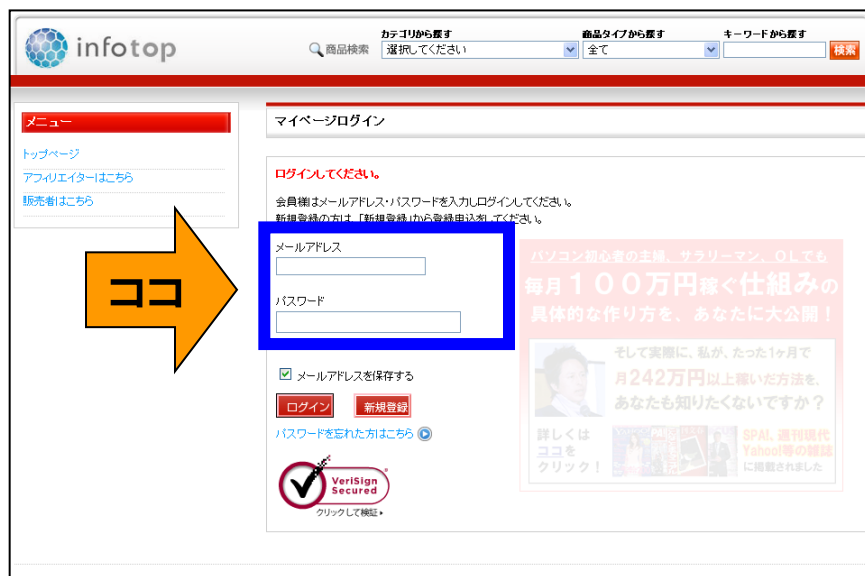 infotop
商品検索
カテゴリから探す
選択してください
商品タイプから探す
全て
キーワードから探す
検索
メニュー
トップページ
アフィリエイターはこちら
販売者はこちら
マイページログイン
ログインしてください。
会員様はメールアドレス・パスワードを入力しログインしてください。
新規登録の方は、「新規登録」から登録申込をしてください。
ココ
メールアドレス
パスワード
メールアドレスを保存する
ログイン
新規登録
パスワードを忘れた方はこちら
VeriSign
Secured
クリックして検証
パソコン初心者の主婦、サラリーマン、OLでも
毎月100万円稼ぐ仕組みの
具体的な作り方を、あなたに大公開！
そして実際に、私が、たった1ヶ月で
月242万円以上稼いだ方法を、
あなたも知りたくないですか？
詳しくは
ココを
クリック！
SPA!、週刊現代
Yahoo!等の雑誌
に掲載されました